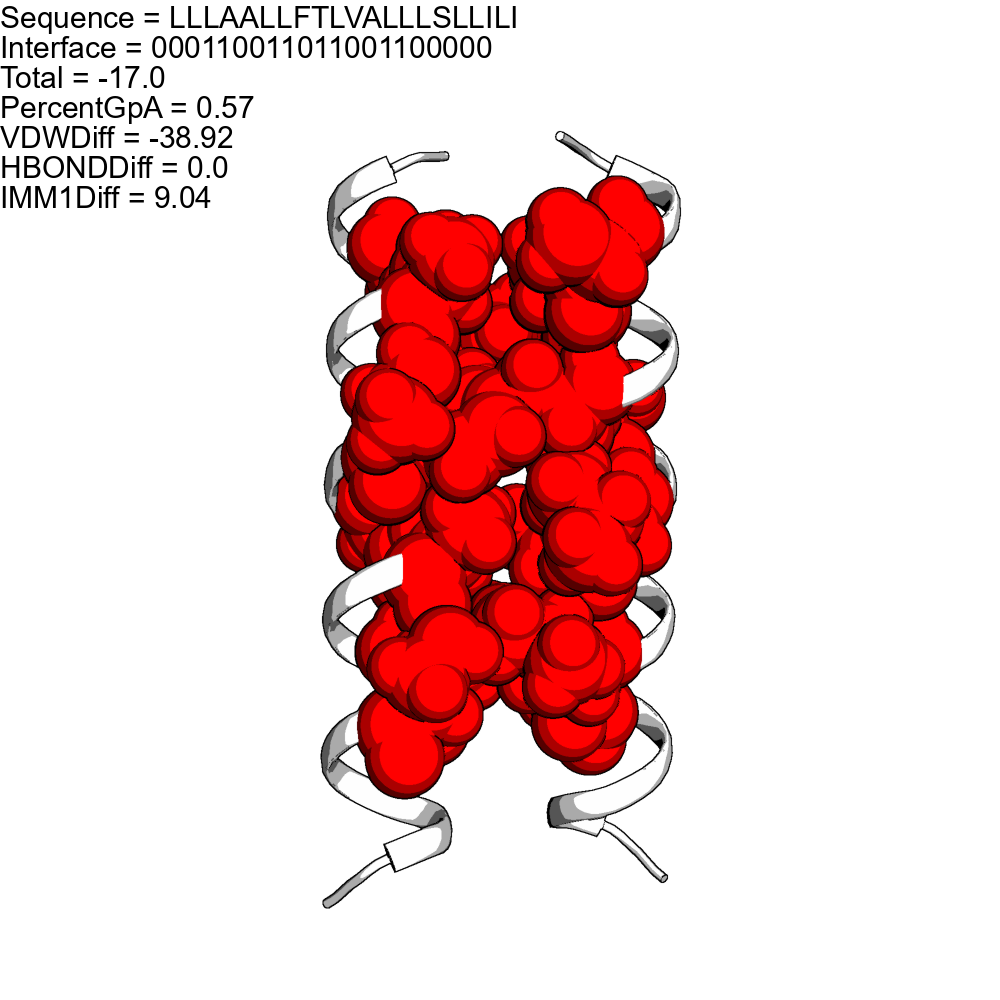 Sequence = LLLAALLFTLVALLLSLLILI
Interface = 000110011011001100000
Total = -17.0
PercentGpA = 0.57
VDWDiff = -38.92
HBONDDiff = 0.0
IMM1Diff = 9.04